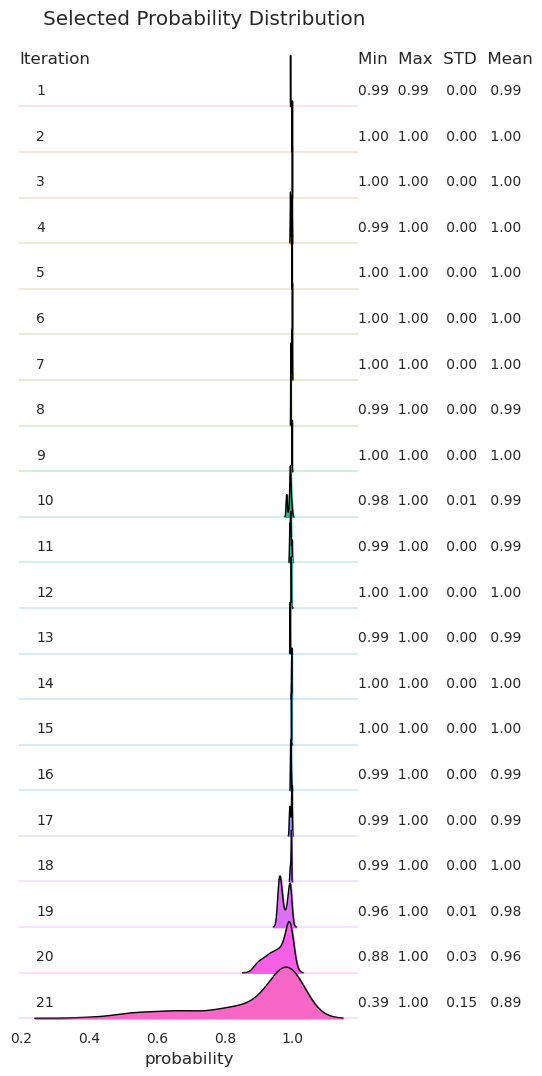 Selected Probability Distribution
Iteration Min Max STD Mean
1 0.99 0.99 0.00 0.99
2 1.00 1.00 0.00 1.00
3 1.00 1.00 0.00 1.00
4 0.99 1.00 0.00 1.00
5 1.00 1.00 0.00 1.00
6 1.00 1.00 0.00 1.00
7 1.00 1.00 0.00 1.00
8 0.99 1.00 0.00 0.99
9 1.00 1.00 0.00 1.00
10 0.98 1.00 0.01 0.99
11 0.99 1.00 0.00 0.99
12 1.00 1.00 0.00 1.00
13 0.99 1.00 0.00 0.99
14 1.00 1.00 0.00 1.00
15 1.00 1.00 0.00 1.00
16 0.99 1.00 0.00 0.99
17 0.99 1.00 0.00 0.99
18 0.99 1.00 0.00 1.00
19 0.96 1.00 0.01 0.98
20 0.88 1.00 0.03 0.96
21 0.39 1.00 0.15 0.89
0.2 0.4 0.6 0.8 1.0
probability